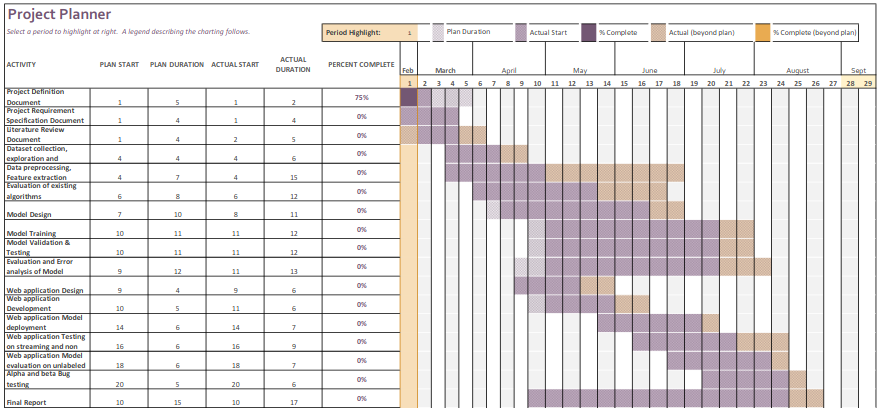 Project Planner
Select a period to highlight at right. A legend describing the charting follows.
Period Highlight: 1 Plan Duration Actual Start % Complete Actual (beyond plan) % Complete (beyond plan)
ACTIVITY PLAN START PLAN DURATION ACTUAL START ACTUAL DURATION PERCENT COMPLETE
Feb March April May June July August Sept
1 2 3 4 5 6 7 8 9 10 11 12 13 14 15 16 17 18 19 20 21 22 23 24 25 26 27 28 29
Project Definition
Document 1 5 1 2 75%
Project Requirement
Specification Document 1 4 1 4 0%
Literature Review
Document 1 4 2 5 0%
Dataset collection,
exploration and 4 4 4 6 0%
Data preprocessing,
Feature extraction 4 7 4 15 0%
Evaluation of existing
algorithms 6 8 6 12 0%
Model Design 7 10 8 11 0%
Model Training 10 11 11 12 0%
Model Validation &
Testing 10 11 11 12 0%
Evaluation and Error
analysis of Model 9 12 11 13 0%
Web application Design 9 4 9 6 0%
Web application
Development 10 5 11 6 0%
Web application Model
deployment 14 6 14 7 0%
Web application Testing
on streaming and non 16 6 16 9 0%
Web application Model
evaluation on unlabeled 18 6 18 7 0%
Alpha and beta Bug
testing 20 5 20 6 0%
Final Report 10 15 10 17 0%